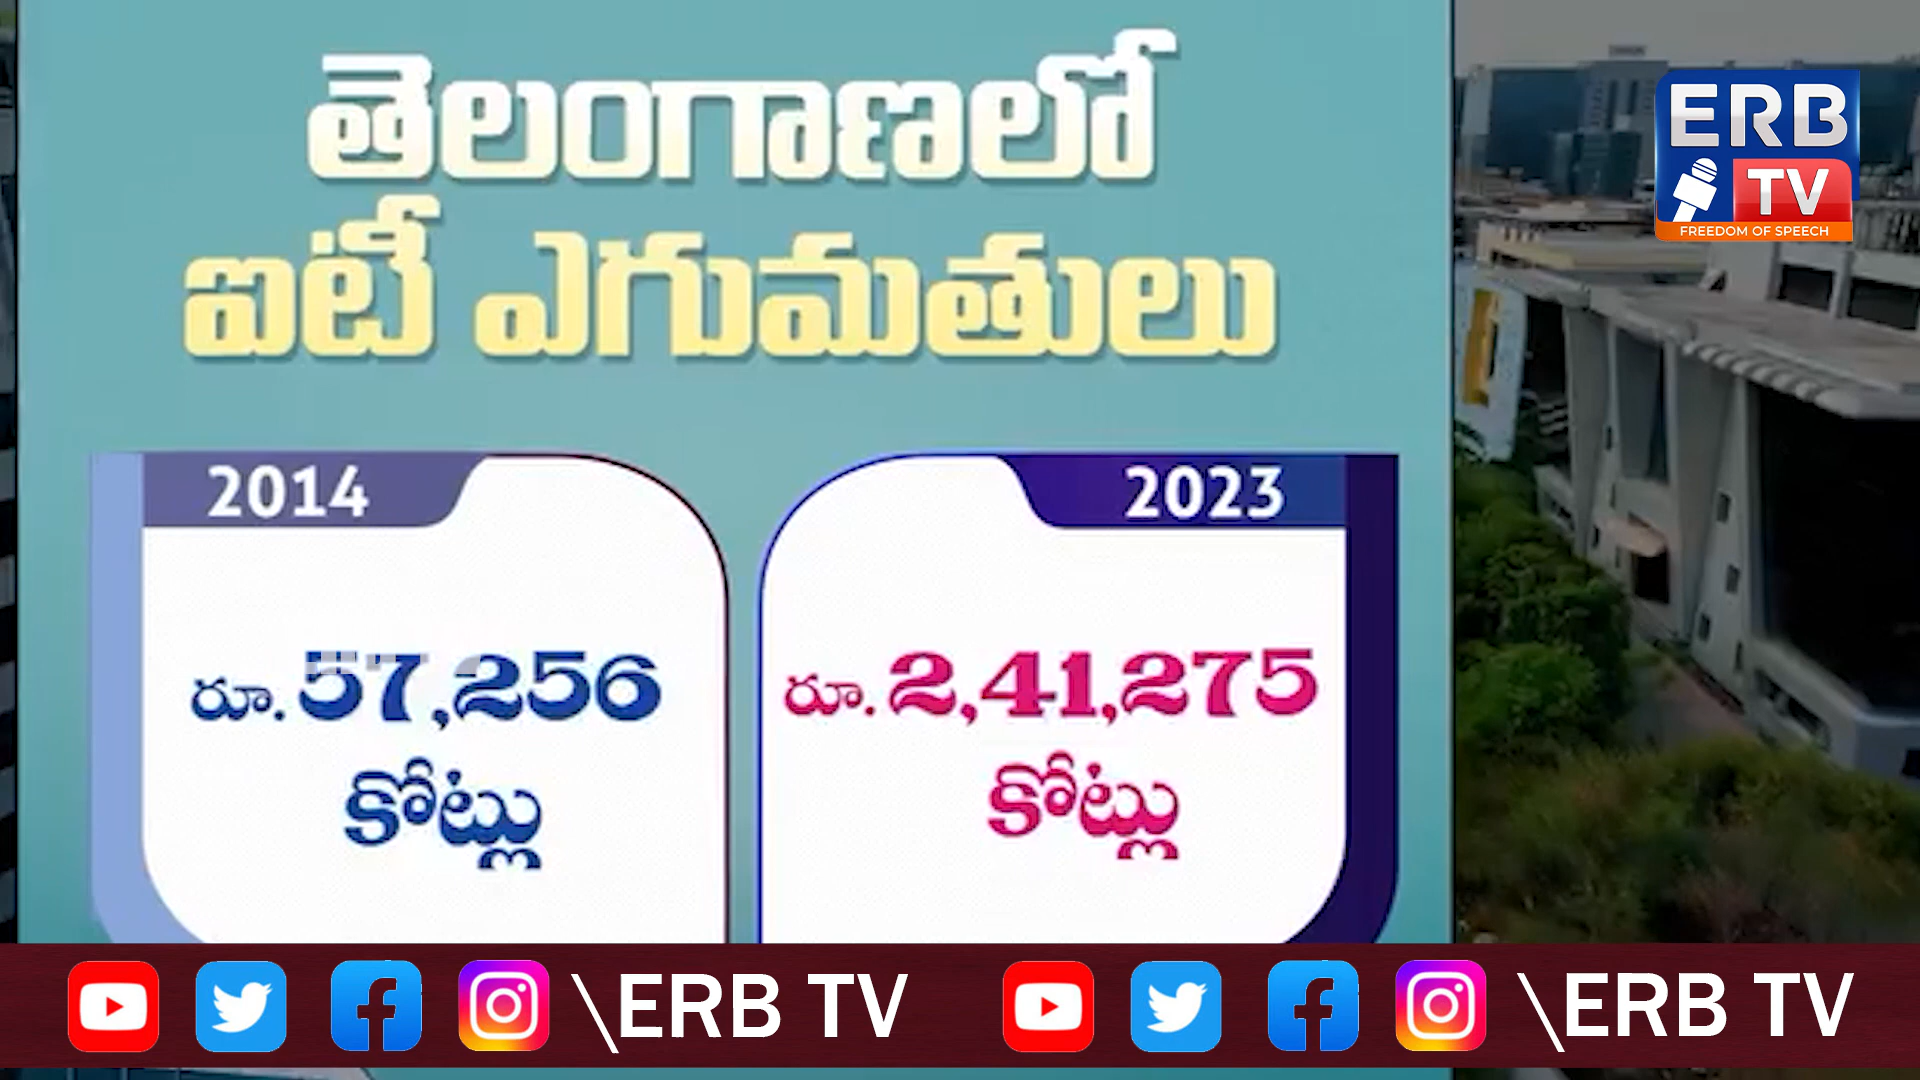 తెలంగాణలో
ఐటీ ఎగుమతులు
2014
రూ. 57,256
కోట్లు
2023
రూ. 2,41,275
కోట్లు
ERB
TV
FREEDOM OF SPEECH
\ERB TV
\ERB TV